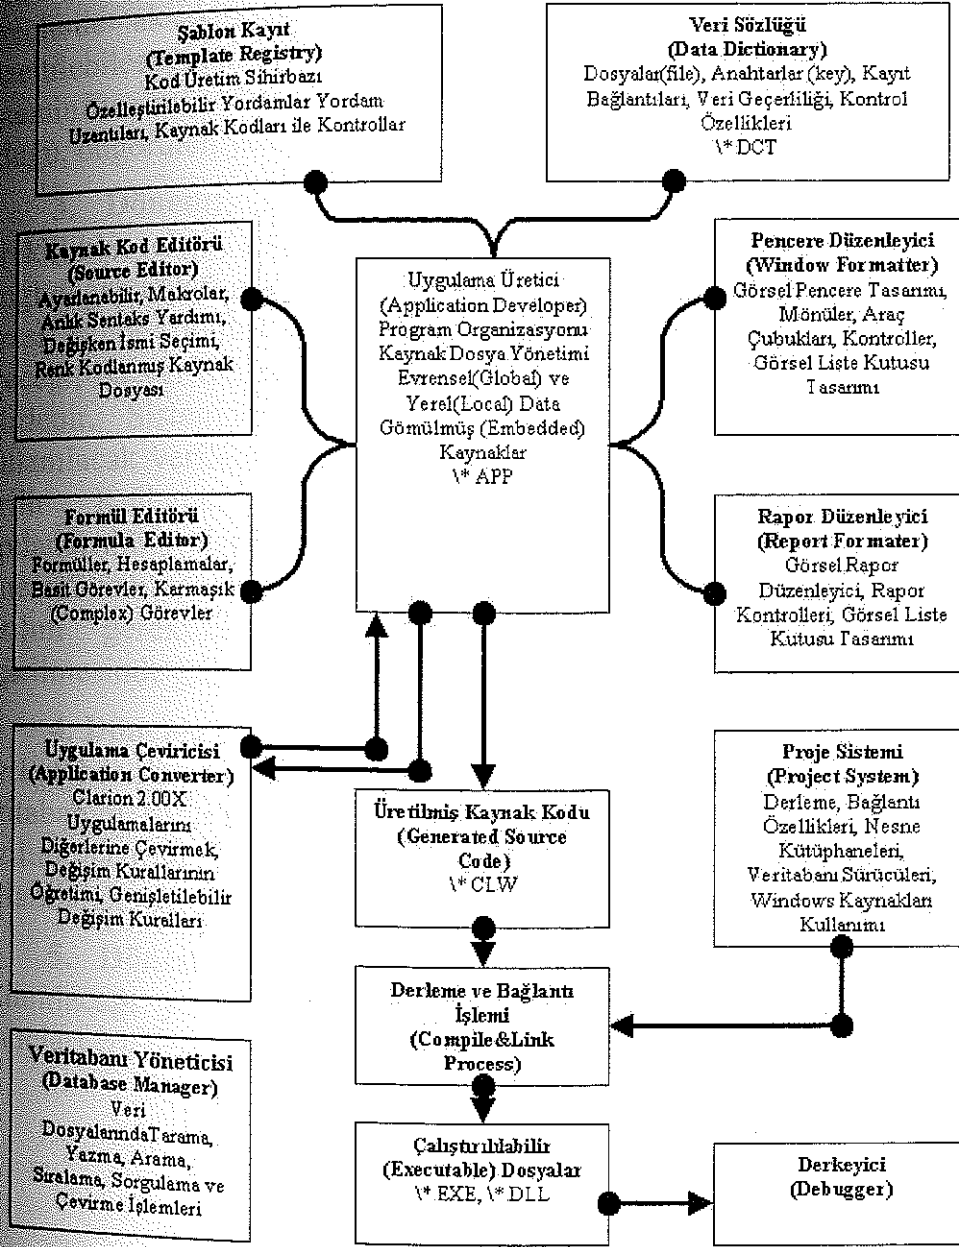 Şablon Kayıt
(Template Registry)
Kod Üretim Sihirbazı
Özelleştirilebilir Yordamlar Yordam
Uzantıları, Kaynak Kodları ile Kontrollar
Veri Sözlüğü
(Data Dictionary)
Dosyalar(file), Anahtarlar (key), Kayıt
Bağlantıları, Veri Geçerliliği, Kontrol
Özellikleri
\* DCT
Kaynak Kod Editörü
(Source Editor)
Ayarlanabilir, Makrolar,
Anlık Sentaks Yardımı,
Değişken İsmi Seçimi,
Renk Kodlanmış Kaynak
Dosyası
Uygulama Üretici
(Application Developer)
Program Organizasyonu
Kaynak Dosya Yönetimi
Evrensel(Global) ve
Yerel(Local) Data
Gömülmüş (Embedded)
Kaynaklar
\* APP
Pencere Düzenleyici
(Window Formatter)
Görsel Pencere Tasarımı,
Mönüler, Araç
Çubukları, Kontroller,
Görsel Liste Kutusu
Tasarımı
Formül Editörü
(Formula Editor)
Formüller, Hesaplamalar,
Basit Görevler, Karmaşık
(Complex) Görevler
Rapor Düzenleyici
(Report Formater)
Görsel Rapor
Düzenleyici, Rapor
Kontrolleri, Görsel Liste
Kutusu Tasarımı
Uygulama Çeviricisi
(Application Converter)
Clarion 2.00X
Uygulamalarını
Diğerlerine Çevirmek,
Değişim Kurallarının
Öğretimi, Genişletilebilir
Değişim Kuralları
Üretilmiş Kaynak Kodu
(Generated Source
Code)
\* CLW
Proje Sistemi
(Project System)
Derleme, Bağlantı
Özellikleri, Nesne
Kütüphaneleri,
Veritabanı Sürücüleri,
Windows Kaynakları
Kullanımı
Derleme ve Bağlantı
İşlemi
(Compile&Link
Process)
Veritabanı Yöneticisi
(Database Manager)
Veri
DosyalarındaTarama,
Yazma, Arama,
Sıralama, Sorgulama ve
Çevirme İşlemleri
Çalıştırılılabilir
(Executable) Dosyalar
\* EXE, \* DLL
Derkeyici
(Debugger)